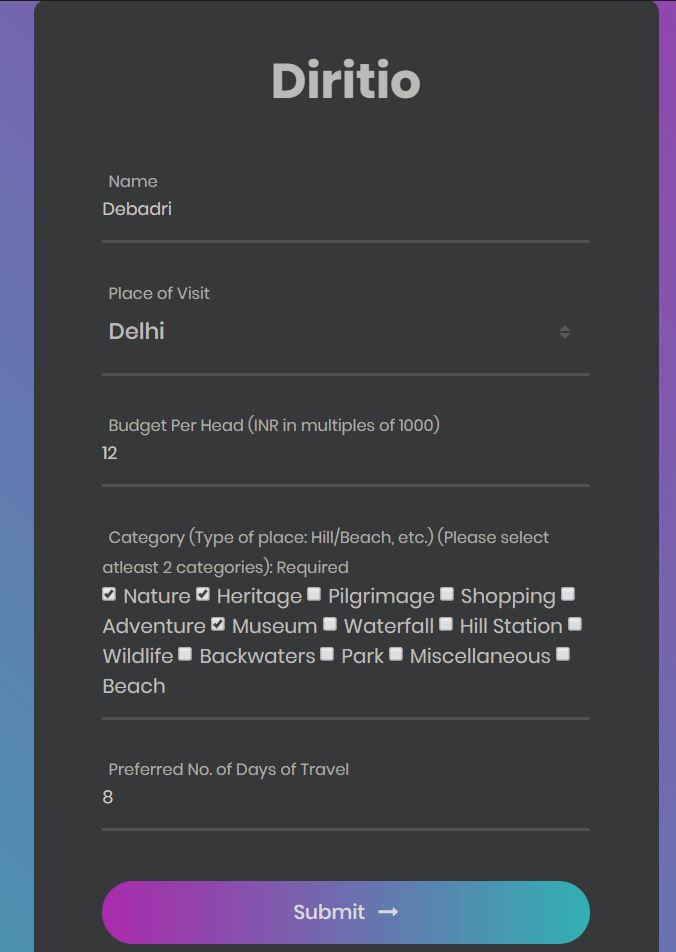 Diritio
Name
Debadri
Place of Visit
Delhi
Budget Per Head (INR in multiples of 1000)
12
Category (Type of place: Hill/Beach, etc.) (Please select
atleast 2 categories): Required
Nature Heritage Pilgrimage Shopping
Adventure Museum Waterfall Hill Station
Wildlife Backwaters Park Miscellaneous
Beach
Preferred No. of Days of Travel
8
Submit